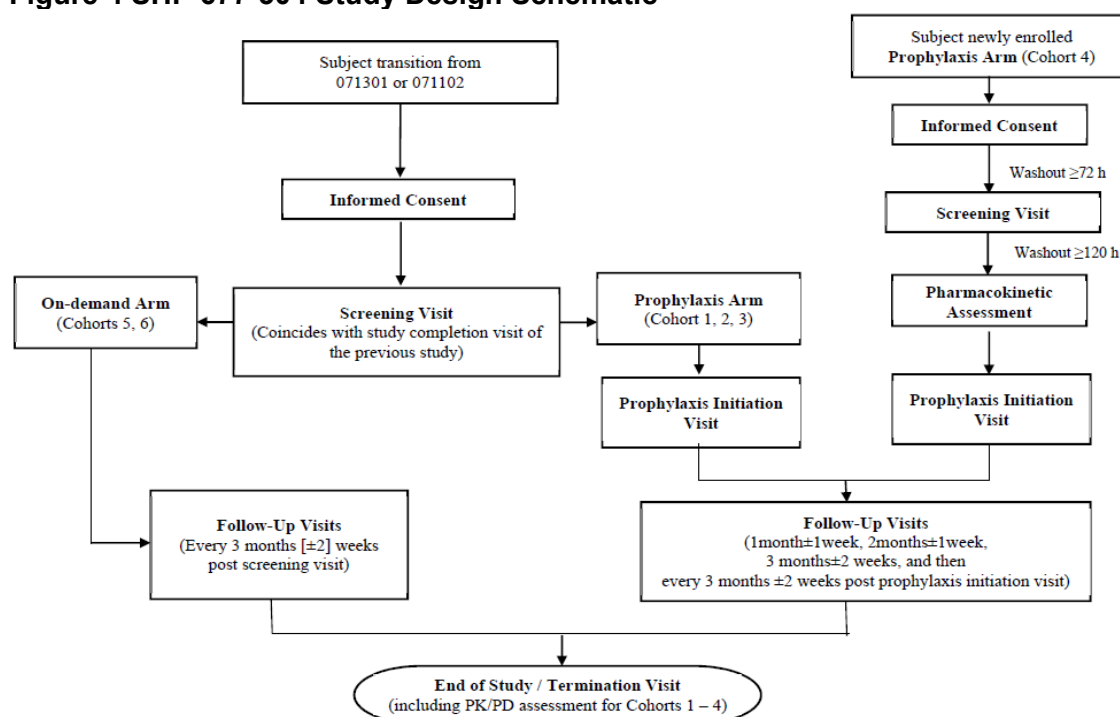 Figure Study Design Schematic
Subject transition from
071301 or 071102
Subject newly enrolled
Prophylaxis Arm (Cohort 4)
Informed Consent
Washout ≥72 h
Informed Consent
Screening Visit
Washout ≥120 h
On-demand Arm
(Cohorts 5, 6)
Screening Visit
(Coincides with study completion visit of
the previous study)
Prophylaxis Arm
(Cohort 1, 2, 3)
Pharmacokinetic
Assessment
Prophylaxis Initiation
Visit
Prophylaxis Initiation
Visit
Follow-Up Visits
(Every 3 months [±2] weeks
post screening visit)
Follow-Up Visits
(1month±1week, 2months±1week,
3 months±2 weeks, and then
every 3 months ±2 weeks post prophylaxis initiation visit)
End of Study / Termination Visit
(including PK/PD assessment for Cohorts 1 – 4)